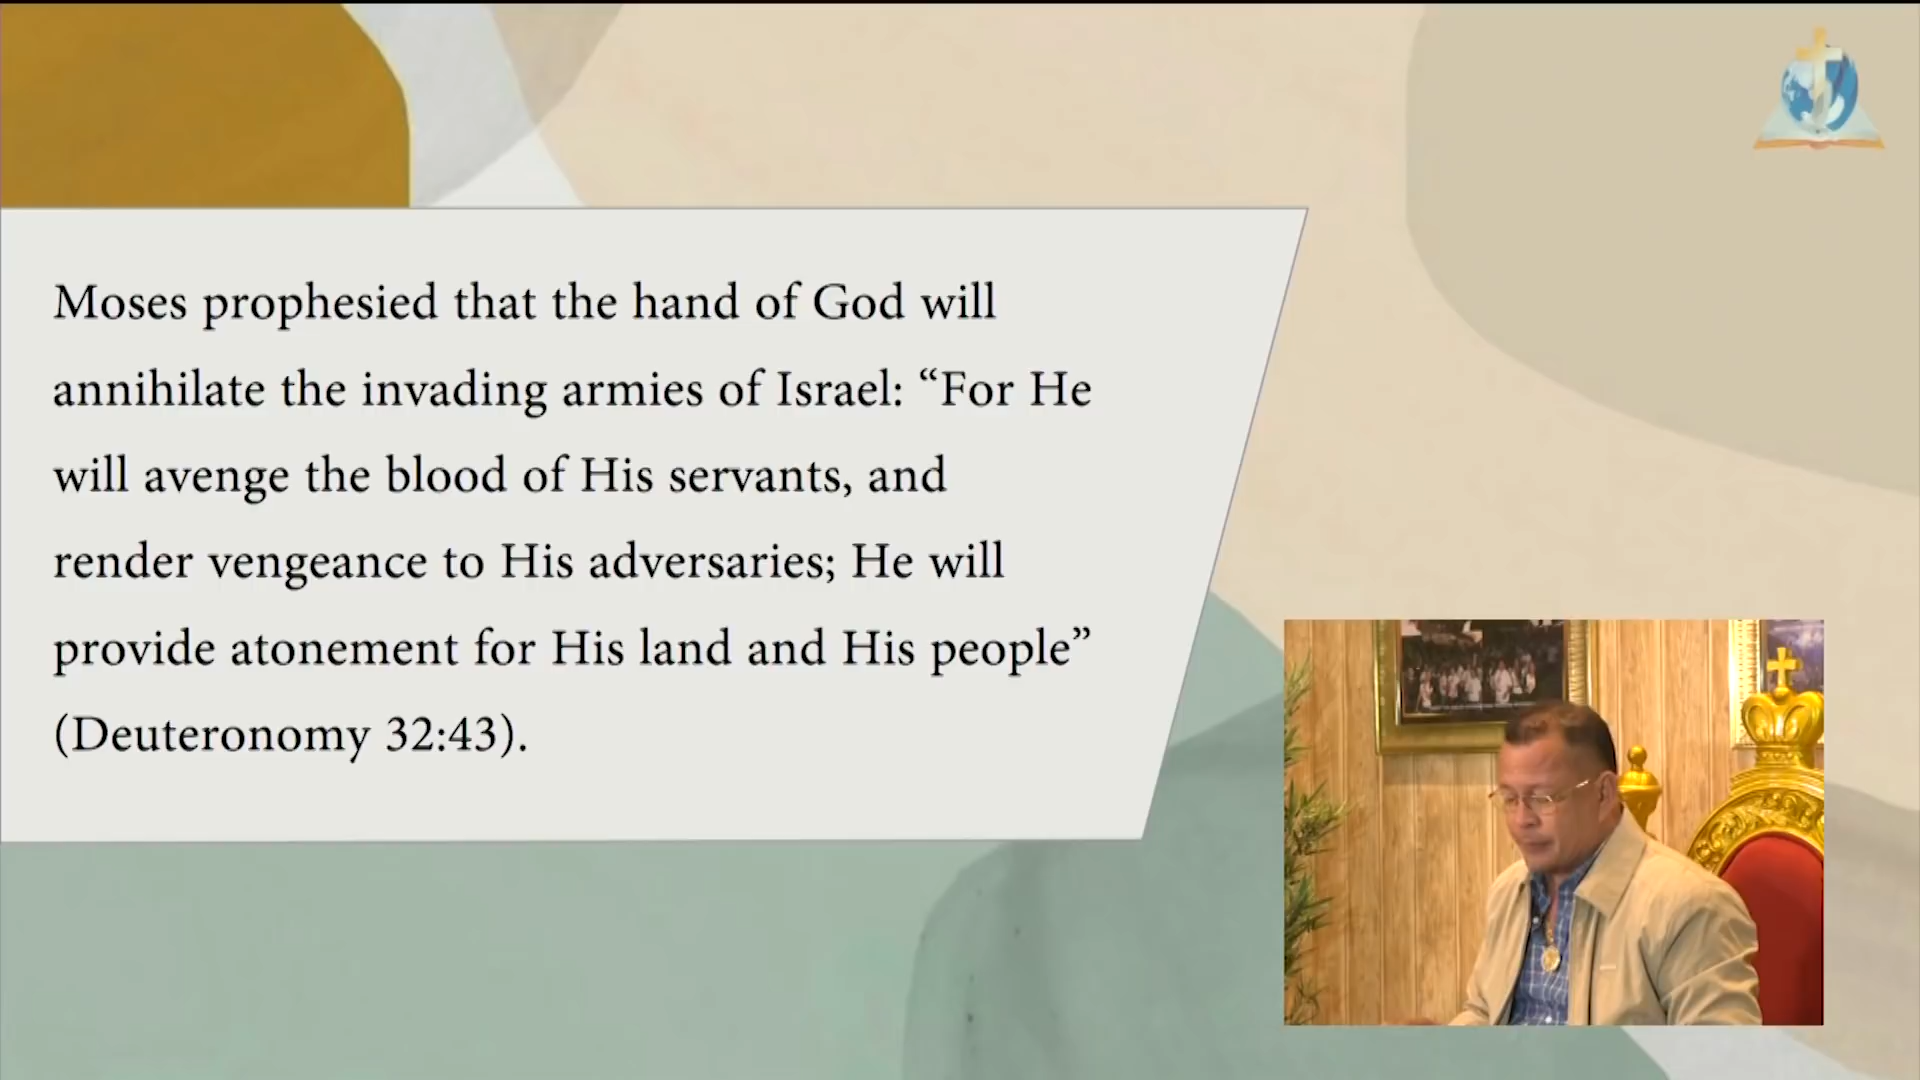 Moses prophesied that the hand of God will
annihilate the invading armies of Israel: “For He
will avenge the blood of His servants, and
render vengeance to His adversaries; He will
provide atonement for His land and His people”
(Deuteronomy 32:43).